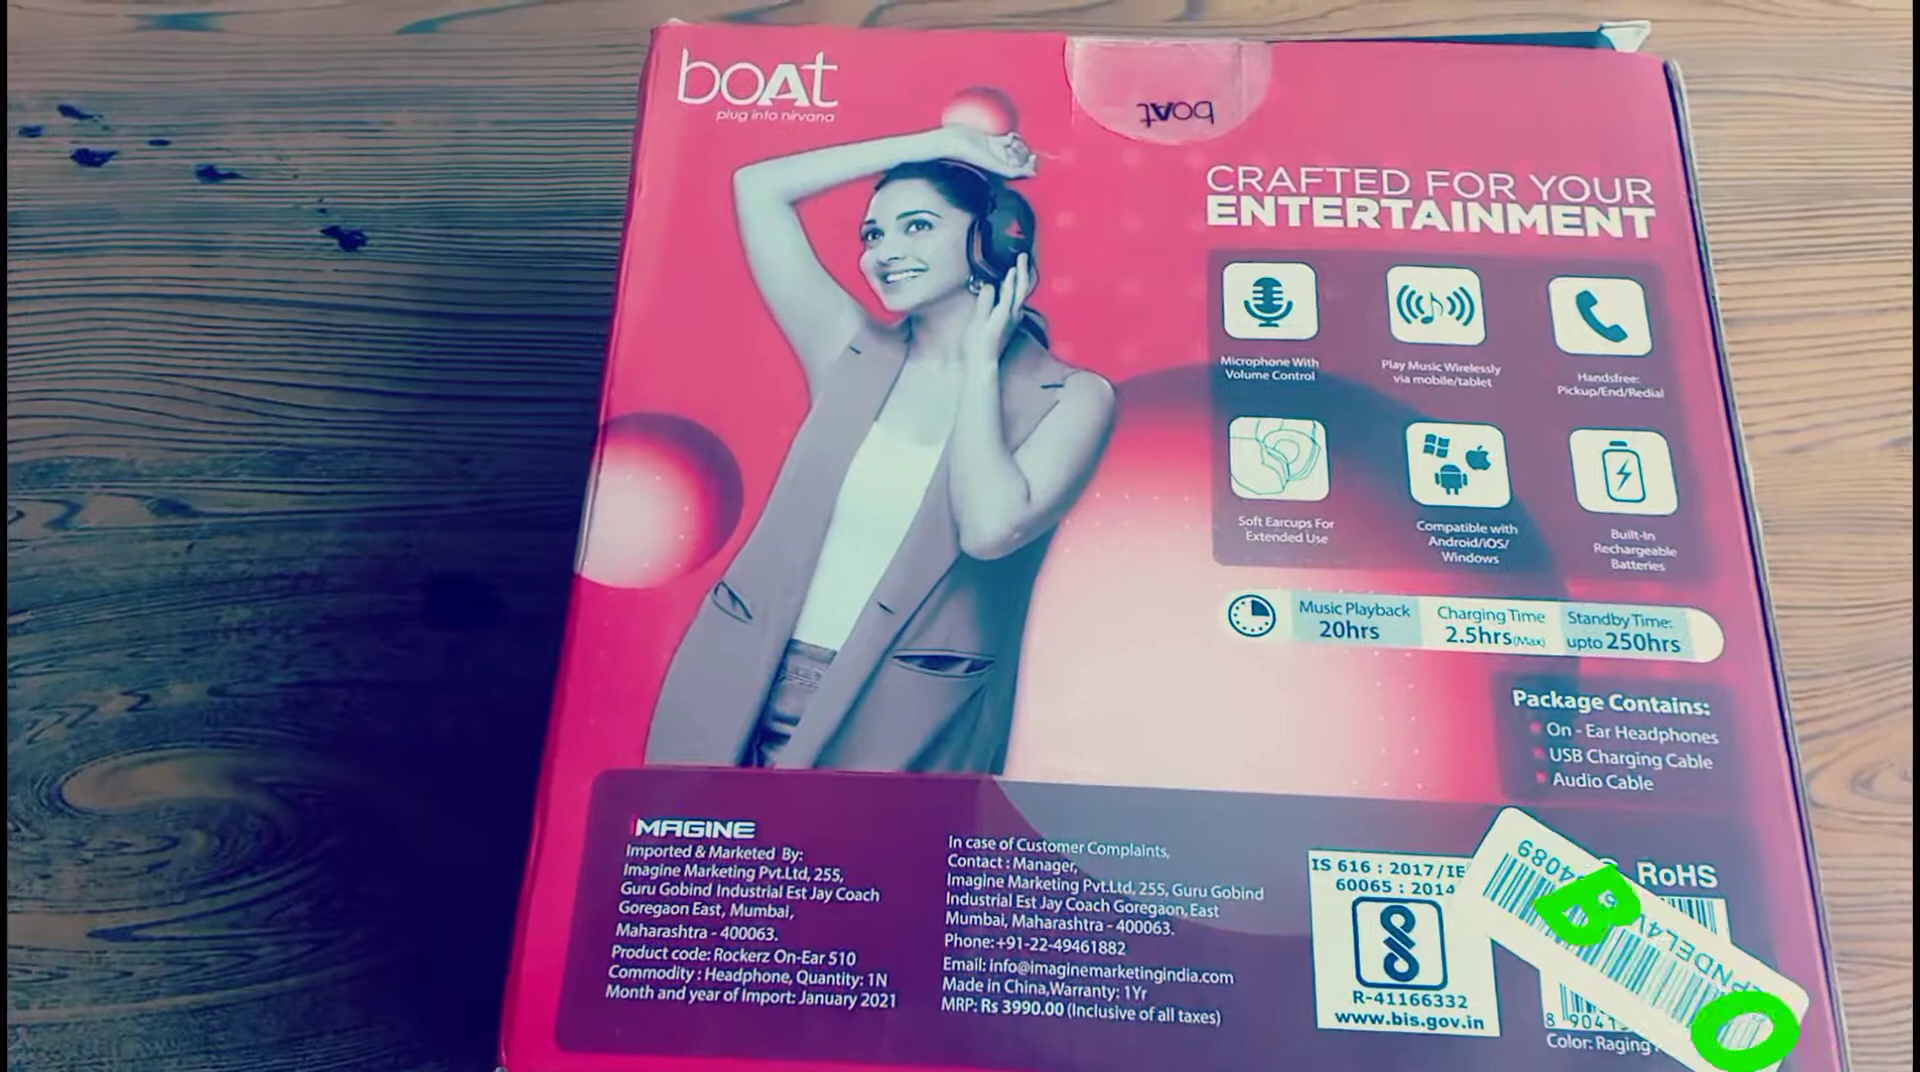 boAt
plug into nirvana
boAt
CRAFTED FOR YOUR
ENTERTAINMENT
Microphone With
Volume Control
Play Music Wirelessly
via mobile/tablet
Handsfree:
Pickup/End/Redial
Soft Earcups For
Extended Use
Compatible with
Android/iOS/
Windows
Built-In
Rechargeable
Batteries
Music Playback
20hrs
Charging Time
2.5hrs(Max)
Standby Time:
upto 250hrs
Package Contains:
On - Ear Headphones
USB Charging Cable
Audio Cable
IMAGINE
Imported & Marketed By:
Imagine Marketing Pvt.Ltd, 255,
Guru Gobind Industrial Est Jay Coach
Goregaon East, Mumbai,
Maharashtra - 400063.
Product code: Rockerz On-Ear 510
Commodity : Headphone, Quantity: 1N
Month and year of Import: January 2021
In case of Customer Complaints,
Contact : Manager,
Imagine Marketing Pvt.Ltd, 255, Guru Gobind
Industrial Est Jay Coach Goregaon, East
Mumbai, Maharashtra - 400063.
Phone:+91-22-49461882
Email: info@imaginemarketingindia.com
Made in China,Warranty: 1Yr
MRP: Rs 3990.00 (Inclusive of all taxes)
IS 616 : 2017/IE
60065 : 2014
R-41166332
www.bis.gov.in
RoHS
B
O
Color: Raging